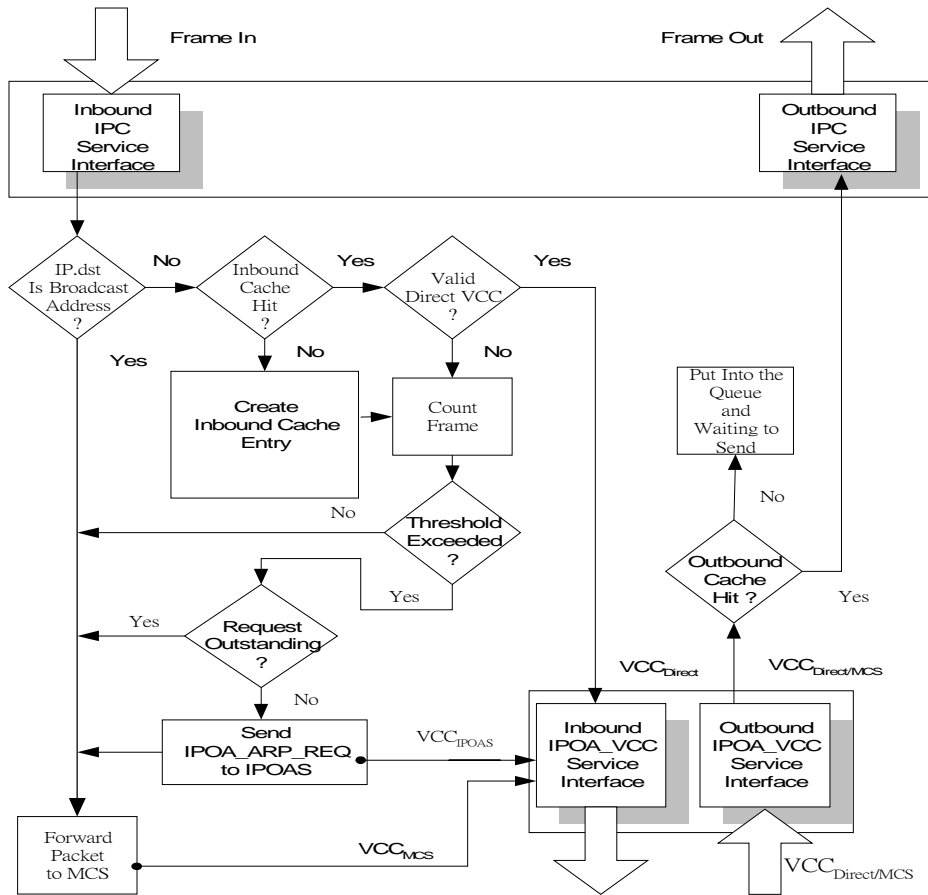 Frame In
Frame Out
Inbound
IPC
Service
Interface
Outbound
IPC
Service
Interface
IP.dst
Is Broadcast
Address
?
No
Inbound
Cache
Hit
?
Yes
Valid
Direct VCC
?
Yes
Yes
No
No
Create
Inbound Cache
Entry
Count
Frame
Put Into the
Queue
and
Waiting to
Send
No
Threshold
Exceeded
?
No
Outbound
Cache
Hit ?
Yes
Yes
Request
Outstanding
?
Yes
No
VCCDirect
VCCDirect/MCS
Send
IPOA_ARP_REQ
to IPOAS
VCCIPOAS
Inbound
IPOA_VCC
Service
Interface
Outbound
IPOA_VCC
Service
Interface
Forward
Packet
to MCS
VCCMCS
VCCDirect/MCS